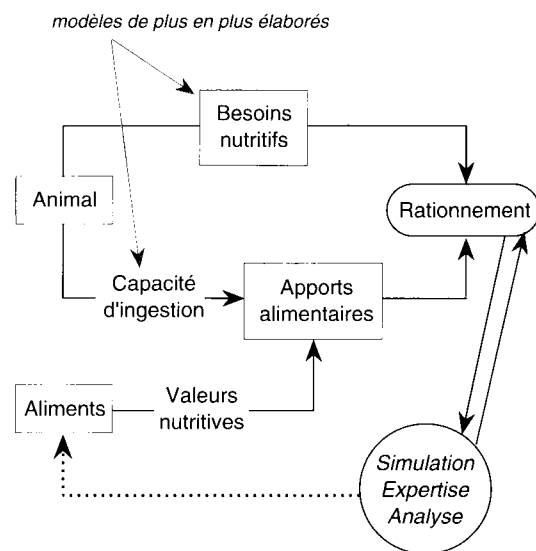 modèles de plus en plus élaborés
Besoins
nutritifs
Animal
Rationnement
Capacité
d'ingestion
Apports
alimentaires
Aliments
Valeurs
nutritives
Simulation
Expertise
Analyse